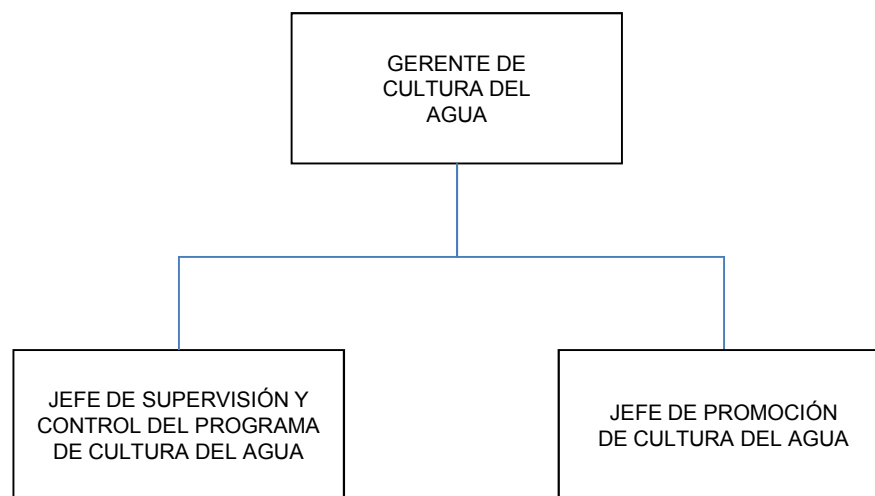 GERENTE DE
CULTURA DEL
AGUA
JEFE DE SUPERVISIÓN Y
CONTROL DEL PROGRAMA
DE CULTURA DEL AGUA
JEFE DE PROMOCIÓN
DE CULTURA DEL AGUA